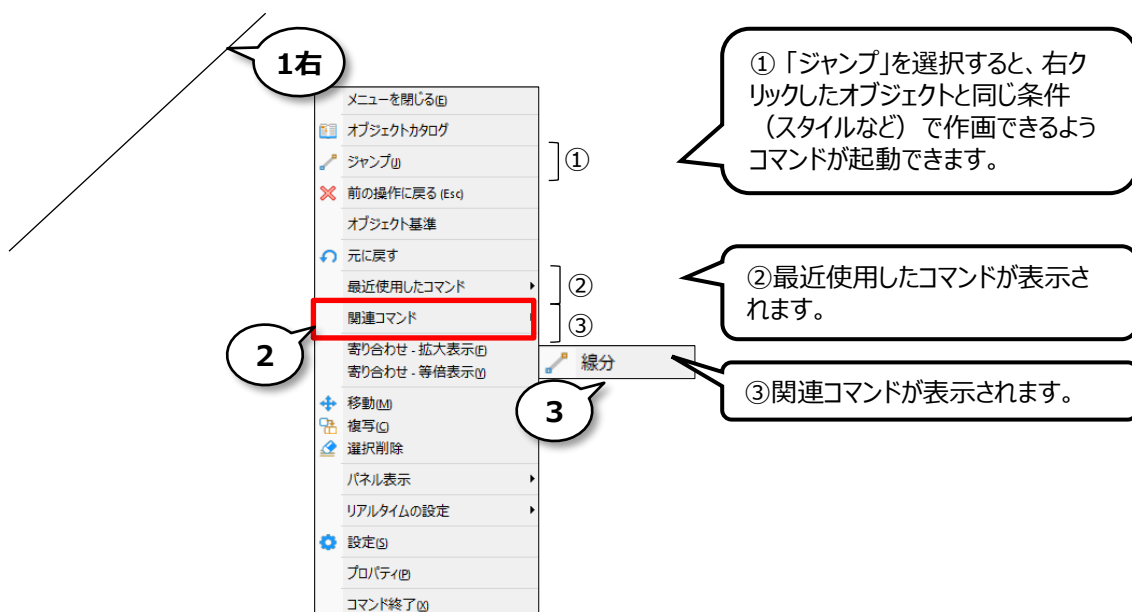 1右
メニューを閉じる(E)
オブジェクトカタログ
ジャンプ(J)
①
前の操作に戻る (Esc)
オブジェクト基準
元に戻す
最近使用したコマンド
②
関連コマンド
③
2
寄り合わせ - 拡大表示(F)
寄り合わせ - 等倍表示(Y)
線分
3
移動(M)
複写(C)
選択削除
パネル表示
リアルタイムの設定
設定(S)
プロパティ(P)
コマンド終了(X)
①「ジャンプ」を選択すると、右ク
リックしたオブジェクトと同じ条件
（スタイルなど）で作画できるよう
コマンドが起動できます。
②最近使用したコマンドが表示さ
れます。
③関連コマンドが表示されます。